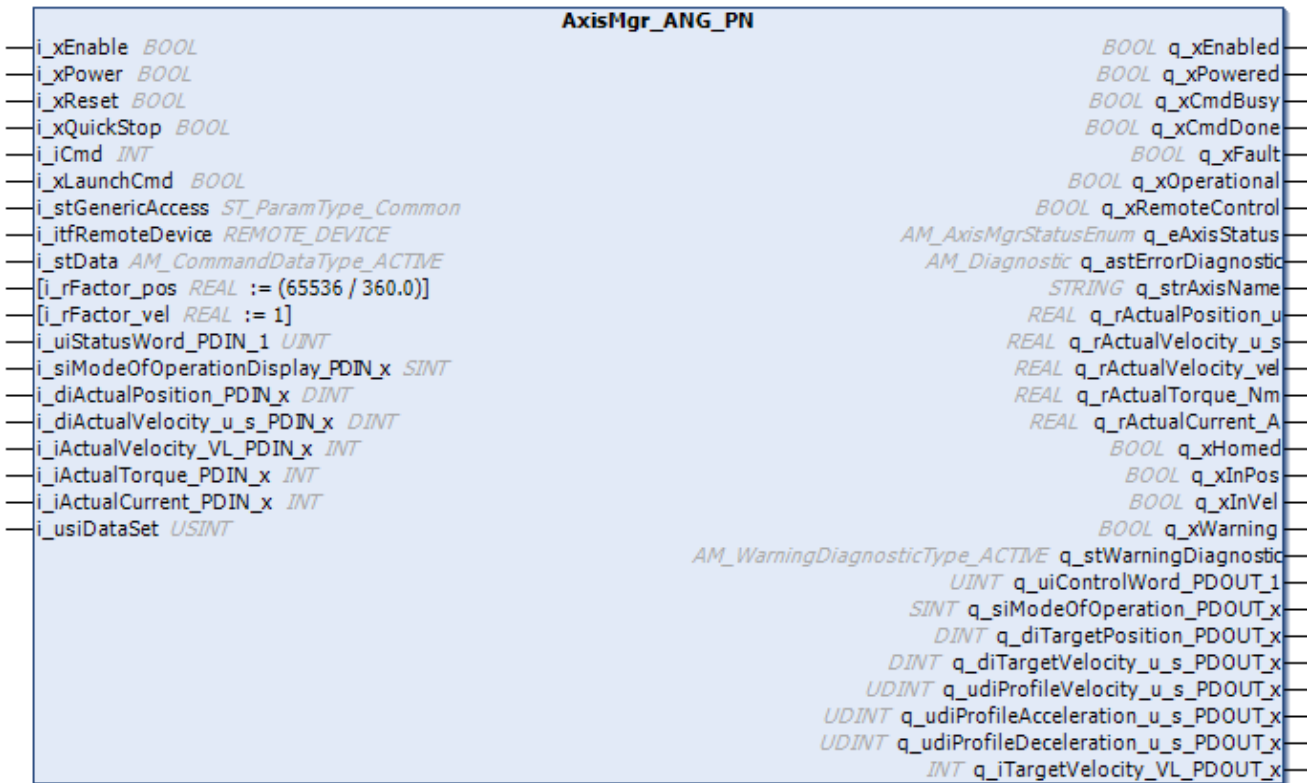 AxisMgr_ANG_PN
i_xEnable BOOL BOOL q_xEnabled
i_xPower BOOL BOOL q_xPowered
i_xReset BOOL BOOL q_xCmdBusy
i_xQuickStop BOOL BOOL q_xCmdDone
i_iCmd INT BOOL q_xFault
i_xLaunchCmd BOOL BOOL q_xOperational
i_stGenericAccess ST_ParamType_Common BOOL q_xRemoteControl
i_itfRemoteDevice REMOTE_DEVICE AM_AxisMgrStatusEnum q_eAxisStatus
i_stData AM_CommandDataType_ACTIVE AM_Diagnostic q_astErrorDiagnostic
[i_rFactor_pos REAL := (65536 / 360.0)] STRING q_strAxisName
[i_rFactor_vel REAL := 1] REAL q_rActualPosition_u
i_uiStatusWord_PDIN_1 UINT REAL q_rActualVelocity_u_s
i_siModeOfOperationDisplay_PDIN_x SINT REAL q_rActualVelocity_vel
i_diActualPosition_PDIN_x DINT REAL q_rActualTorque_Nm
i_diActualVelocity_u_s_PDIN_x DINT REAL q_rActualCurrent_A
i_iActualVelocity_VL_PDIN_x INT BOOL q_xHomed
i_iActualTorque_PDIN_x INT BOOL q_xInPos
i_iActualCurrent_PDIN_x INT BOOL q_xInVel
i_usiDataSet USINT BOOL q_xWarning
AM_WarningDiagnosticType_ACTIVE q_stWarningDiagnostic
UINT q_uiControlWord_PDOUT_1
SINT q_siModeOfOperation_PDOUT_x
DINT q_diTargetPosition_PDOUT_x
DINT q_diTargetVelocity_u_s_PDOUT_x
UDINT q_udiProfileVelocity_u_s_PDOUT_x
UDINT q_udiProfileAcceleration_u_s_PDOUT_x
UDINT q_udiProfileDeceleration_u_s_PDOUT_x
INT q_iTargetVelocity_VL_PDOUT_x